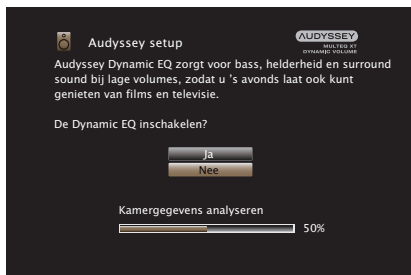 Audyssey setup
AUDYSSEY
MULTEQ XT
DYNAMIC VOLUME
Audyssey Dynamic EQ zorgt voor bass, helderheid en surround
sound bij lage volumes, zodat u 's avonds laat ook kunt
genieten van films en televisie.
De Dynamic EQ inschakelen?
Ja
Nee
Kamergegevens analyseren
50%